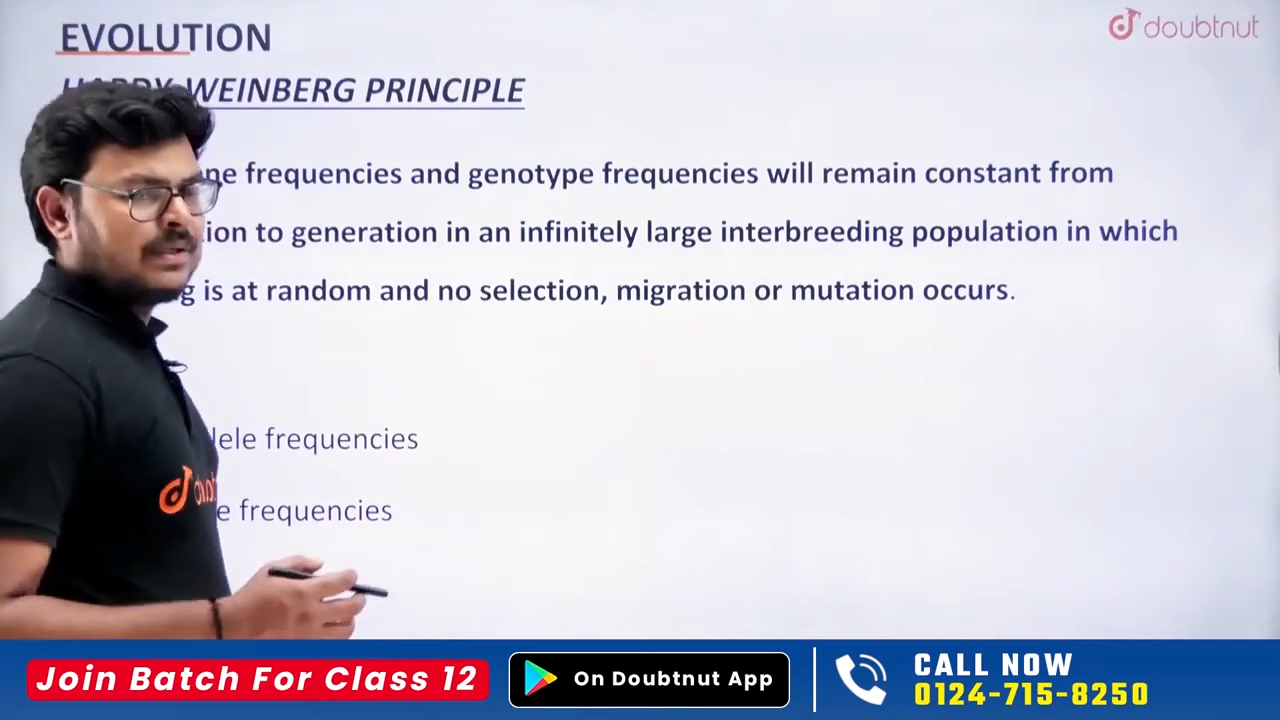 EVOLUTION
doubtnut
HARDY-WEINBERG PRINCIPLE
ne frequencies and genotype frequencies will remain constant from
ion to generation in an infinitely large interbreeding population in which
g is at random and no selection, migration or mutation occurs.
lele frequencies
e frequencies
Join Batch For Class 12
On Doubtnut App
CALL NOW
0124-715-8250